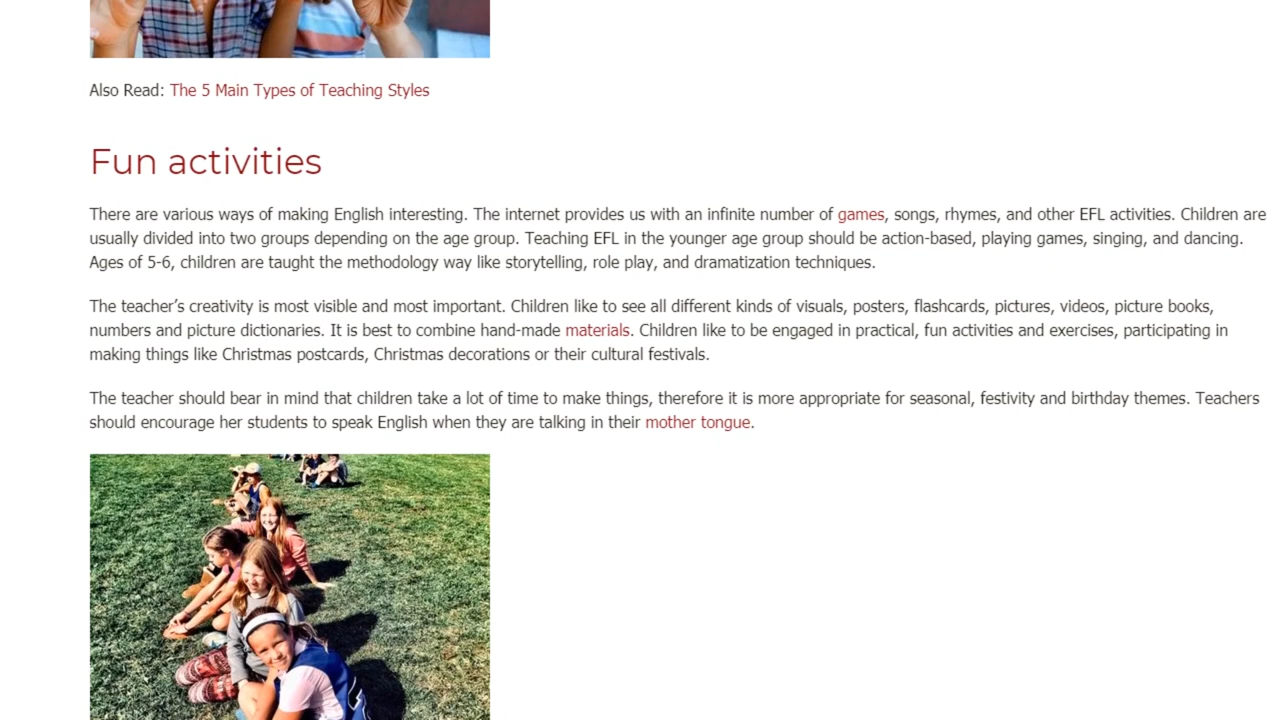 Also Read: The 5 Main Types of Teaching Styles
Fun activities
There are various ways of making English interesting. The internet provides us with an infinite number of games, songs, rhymes, and other EFL activities. Children are
usually divided into two groups depending on the age group. Teaching EFL in the younger age group should be action-based, playing games, singing, and dancing.
Ages of 5-6, children are taught the methodology way like storytelling, role play, and dramatization techniques.
The teacher’s creativity is most visible and most important. Children like to see all different kinds of visuals, posters, flashcards, pictures, videos, picture books,
numbers and picture dictionaries. It is best to combine hand-made materials. Children like to be engaged in practical, fun activities and exercises, participating in
making things like Christmas postcards, Christmas decorations or their cultural festivals.
The teacher should bear in mind that children take a lot of time to make things, therefore it is more appropriate for seasonal, festivity and birthday themes. Teachers
should encourage her students to speak English when they are talking in their mother tongue.